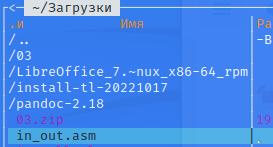 <— ~/Загрузки
.и Имя Ра
/.. -В
/03
/LibreOffice_7.~nux_x86-64_rpm
/install-tl-20221017
/pandoc-2.18
03.zip 19
in_out.asm